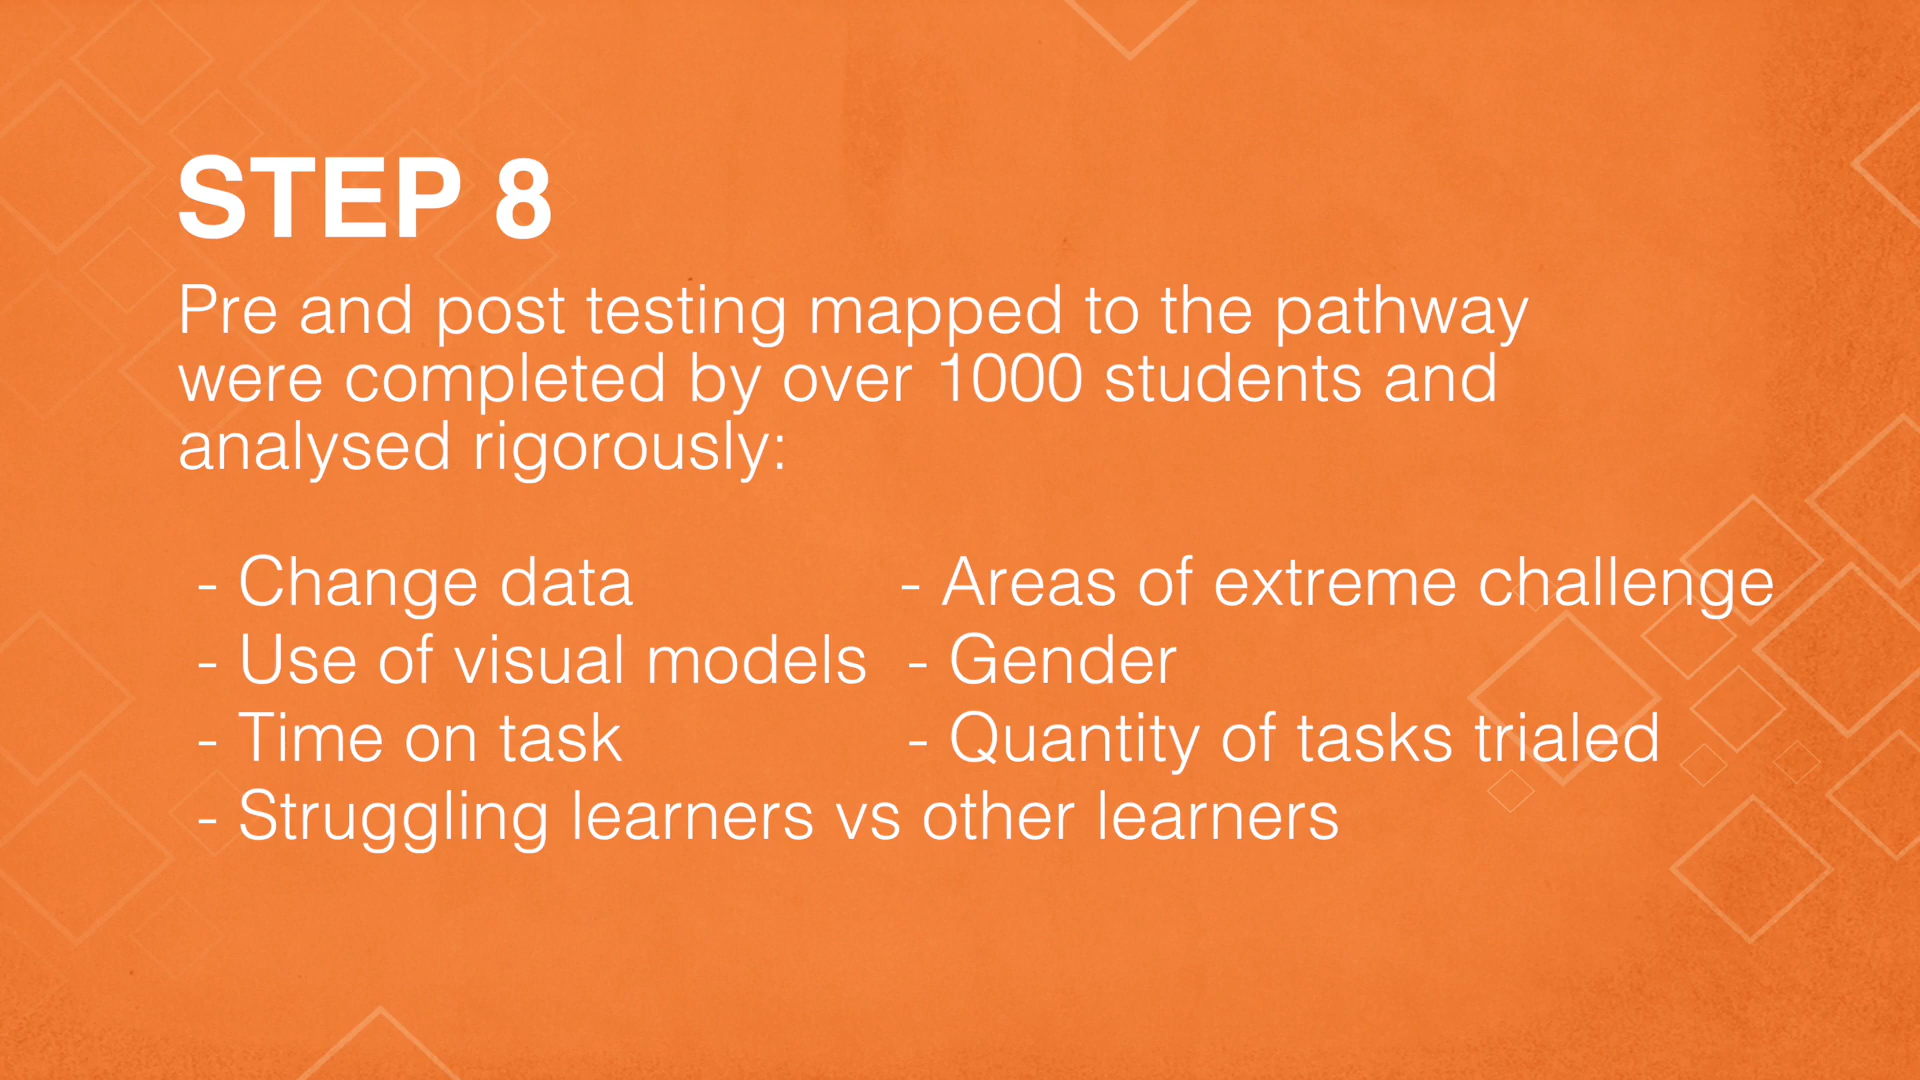 STEP 8
Pre and post testing mapped to the pathway
were completed by over 1000 students and
analysed rigorously:
- Change data
- Use of visual models
- Time on task
- Struggling learners vs other learners
- Areas of extreme challenge
- Gender
- Quantity of tasks trialed